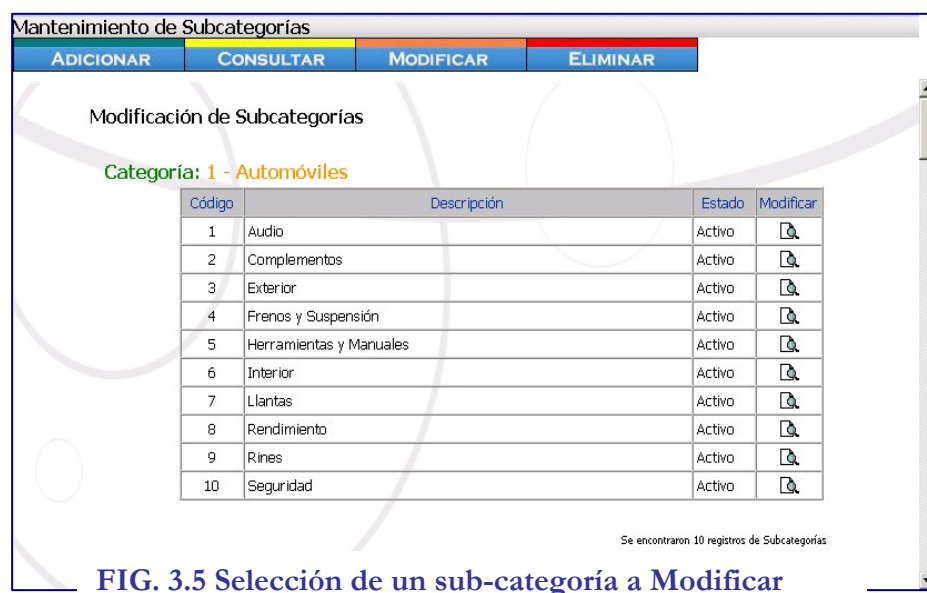 Mantenimiento de Subcategorías
ADICIONAR CONSULTAR MODIFICAR ELIMINAR
Modificación de Subcategorías
Categoría: 1 - Automóviles
Código Descripción Estado Modificar
1 Audio Activo
2 Complementos Activo
3 Exterior Activo
4 Frenos y Suspensión Activo
5 Herramientas y Manuales Activo
6 Interior Activo
7 Llantas Activo
8 Rendimiento Activo
9 Rines Activo
10 Seguridad Activo
Se encontraron 10 registros de Subcategorías
FIG. 3.5 Selección de un sub-categoría a Modificar